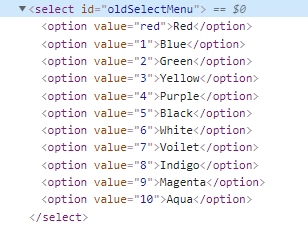 ▼<select id="oldSelectMenu"> == $0
<option value="red">Red</option>
<option value="1">Blue</option>
<option value="2">Green</option>
<option value="3">Yellow</option>
<option value="4">Purple</option>
<option value="5">Black</option>
<option value="6">White</option>
<option value="7">Voilet</option>
<option value="8">Indigo</option>
<option value="9">Magenta</option>
<option value="10">Aqua</option>
</select>